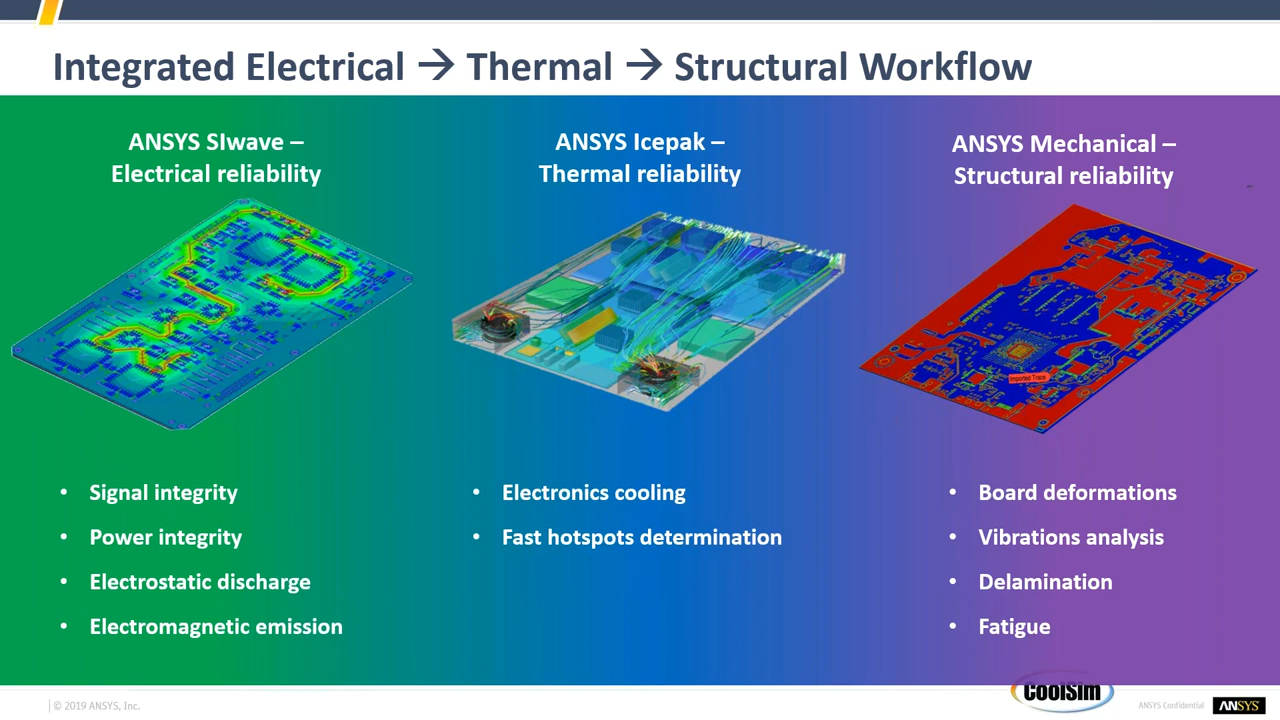 Integrated Electrical → Thermal → Structural Workflow
ANSYS SIwave –
Electrical reliability
ANSYS Icepak –
Thermal reliability
ANSYS Mechanical –
Structural reliability
Imported Trace
• Signal integrity
• Power integrity
• Electrostatic discharge
• Electromagnetic emission
• Electronics cooling
• Fast hotspots determination
• Board deformations
• Vibrations analysis
• Delamination
• Fatigue
© 2019 ANSYS, Inc.
CoolSim
ANSYS Confidential
ANSYS